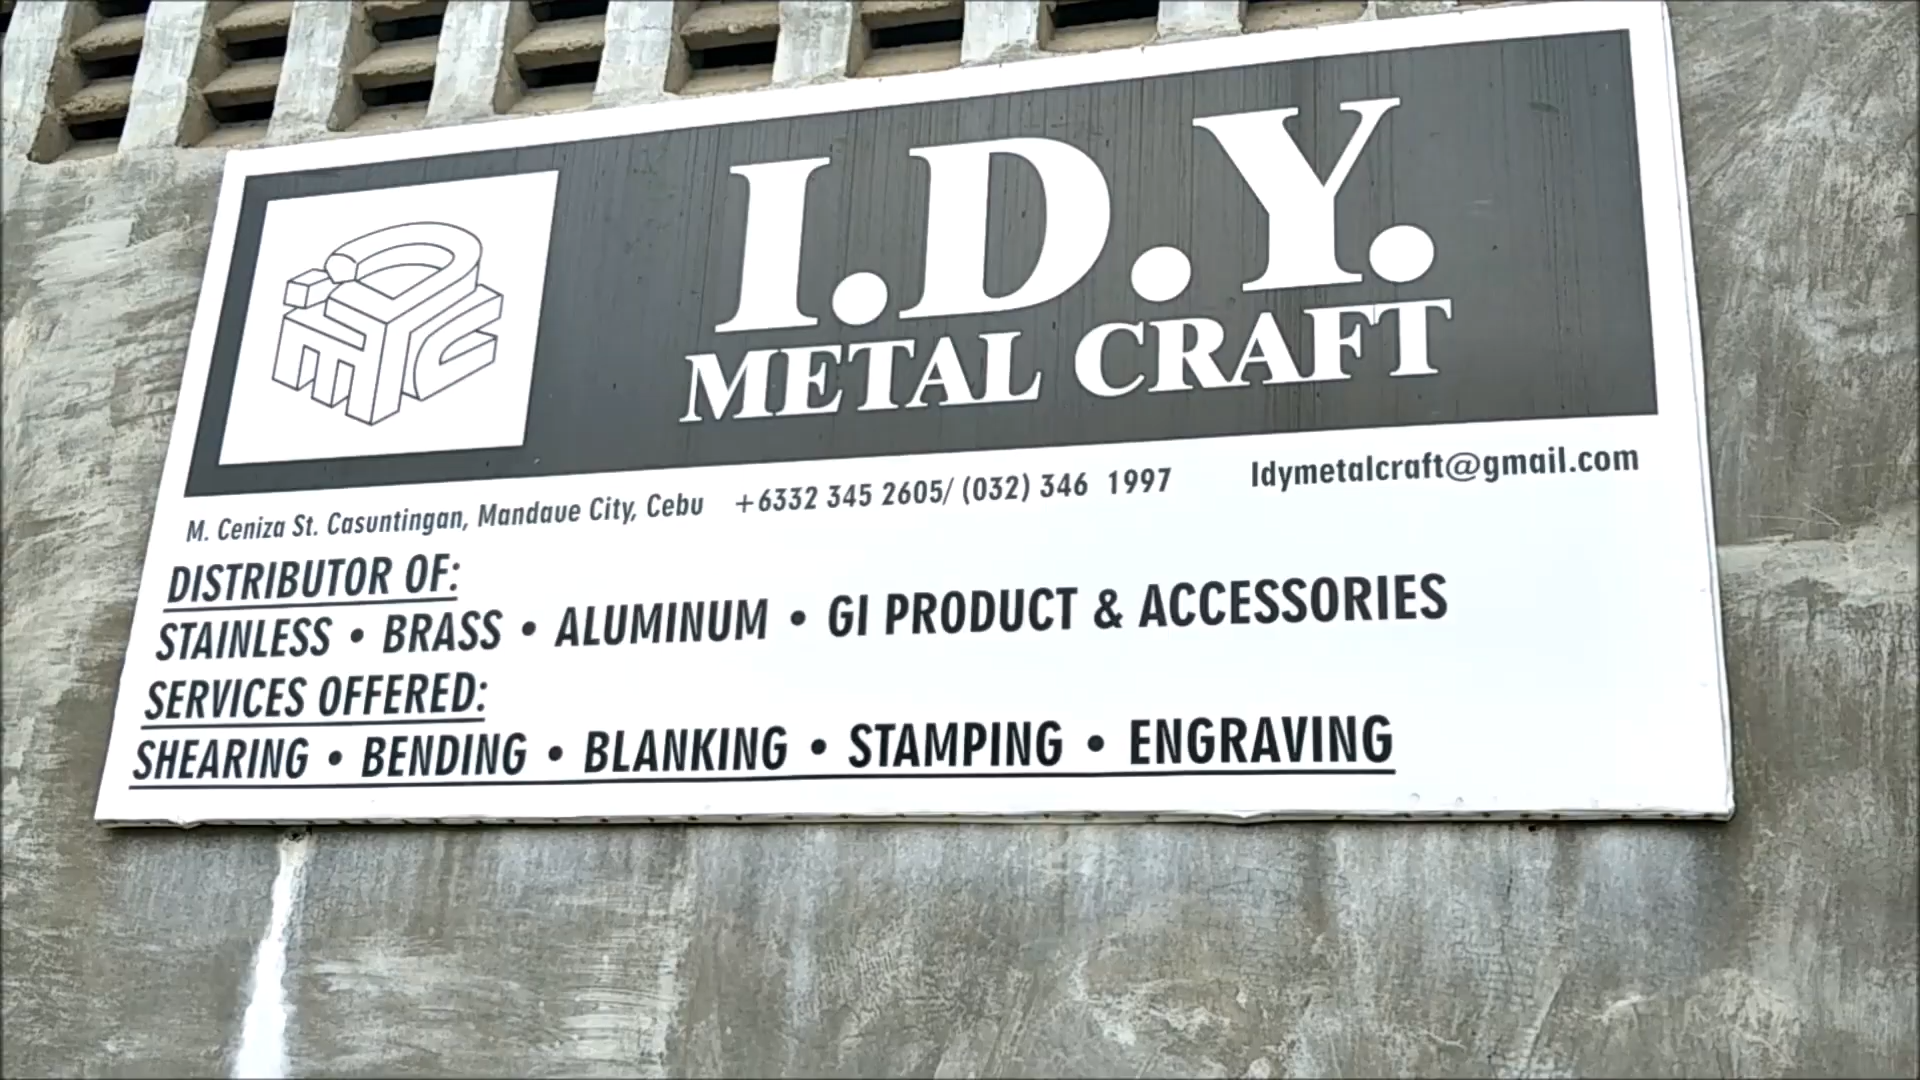 I.D.Y.
METAL CRAFT
M. Ceniza St. Casuntingan, Mandaue City, Cebu +6332 345 2605/ (032) 346 1997 Idymetalcraft@gmail.com
DISTRIBUTOR OF:
STAINLESS • BRASS • ALUMINUM • GI PRODUCT & ACCESSORIES
SERVICES OFFERED:
SHEARING • BENDING • BLANKING • STAMPING • ENGRAVING